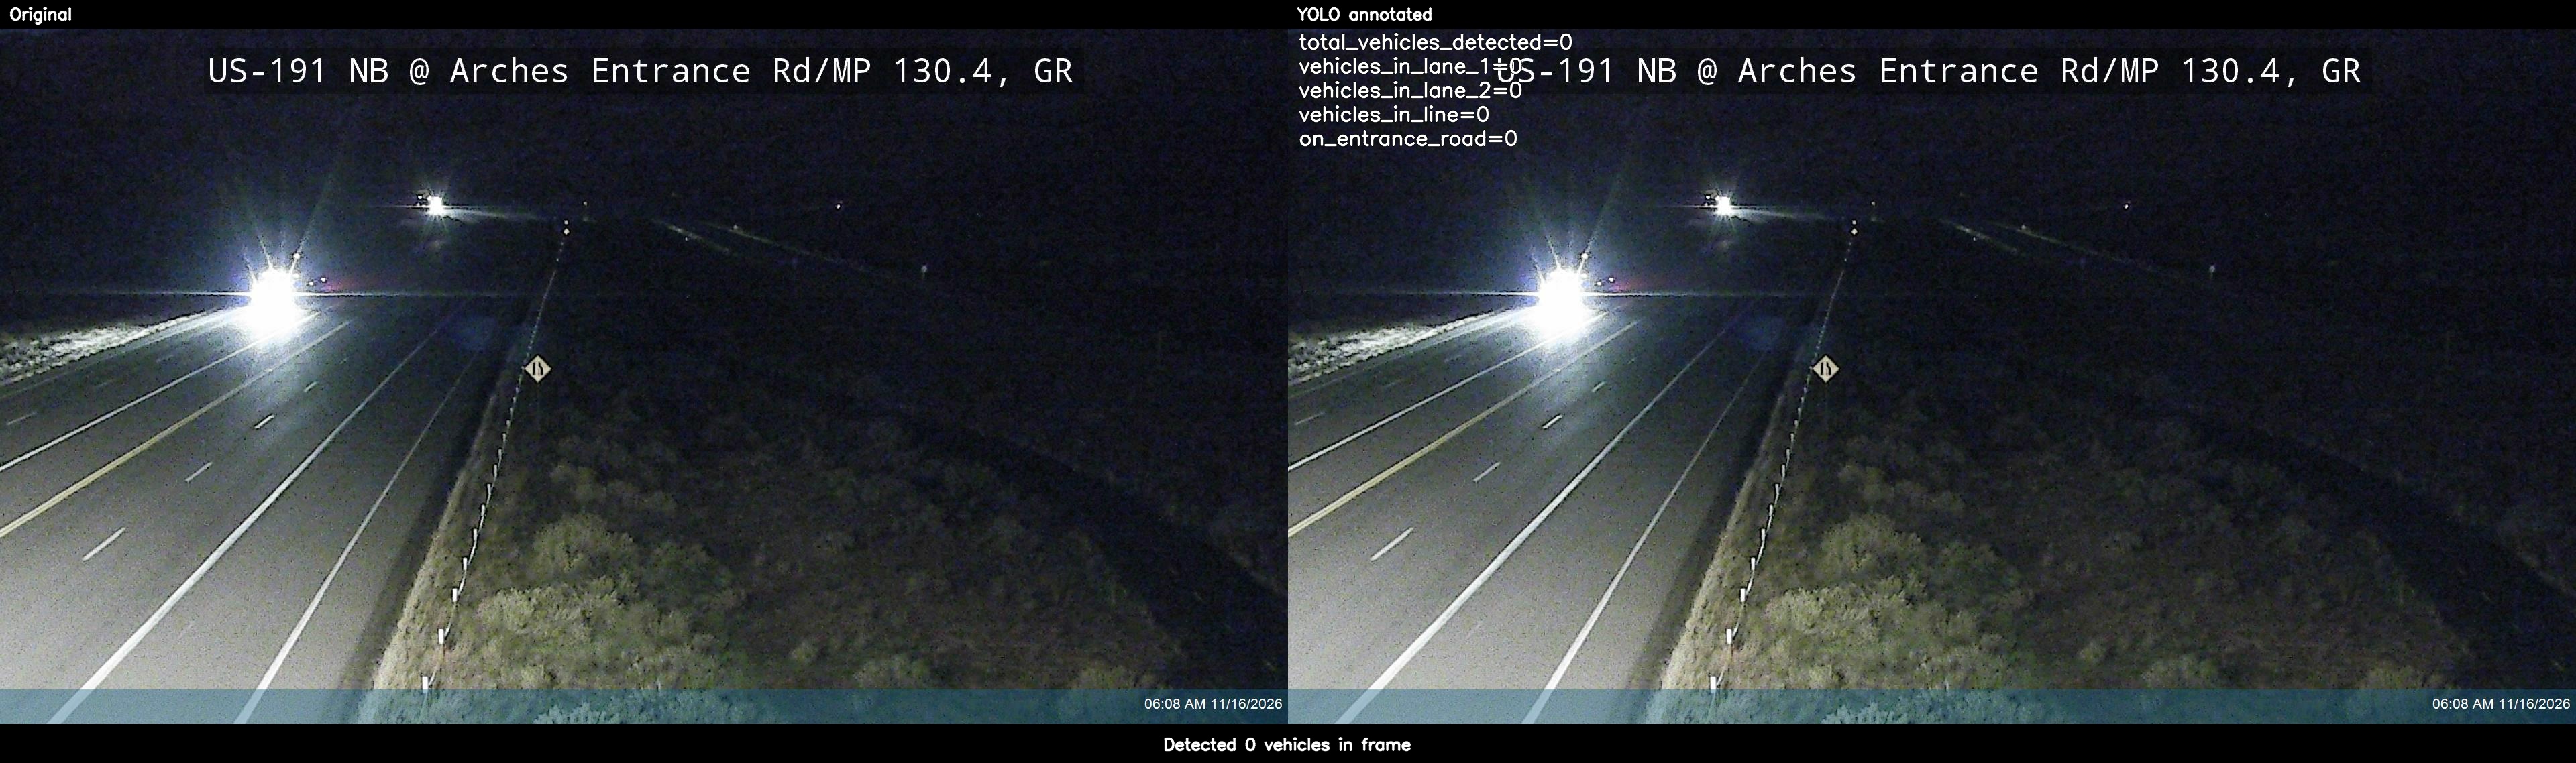 Original
US-191 NB @ Arches Entrance Rd/MP 130.4, GR
06:08 AM 11/16/2026
YOLO annotated
total_vehicles_detected=0
vehicles_in_lane_1=0
US-191 NB @ Arches Entrance Rd/MP 130.4, GR
vehicles_in_lane_2=0
vehicles_in_line=0
on_entrance_road=0
06:08 AM 11/16/2026
Detected 0 vehicles in frame